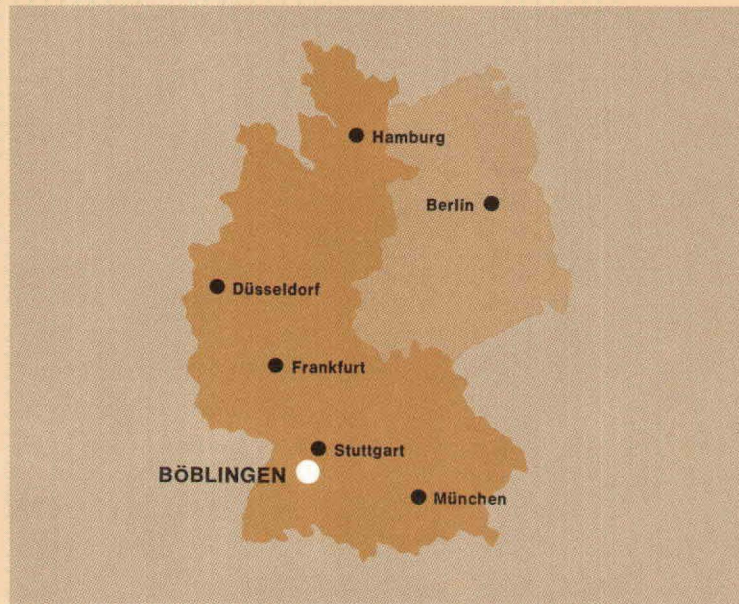 Hamburg
Berlin
Düsseldorf
Frankfurt
Stuttgart
BÖBLINGEN
München